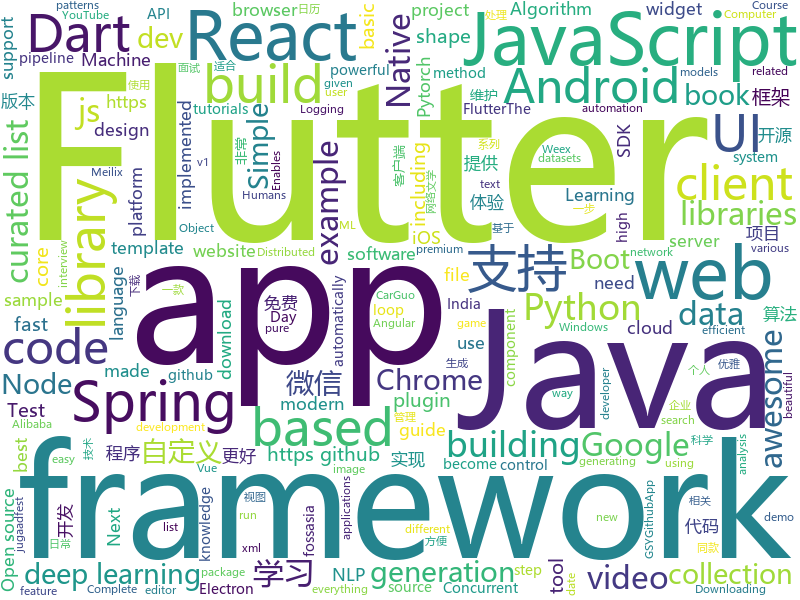 patterns YouTube API 日历 browser project Algorithm widget 处理 Computer Course
support Dart dev basic React shape JavaScript
pipeline Machine 面试 适合 powerful method models related
版本 js https build 使用 given user Native Pytorch Android book 框架
design tutorials Logging 维护 FlutterThe automation
curated list library implemented 非常 Simple example 客户端 including 网络文学 提供 系列 Weex datasets SDK UI 开源 system
v1 Enables text client
Flutter
platform Meilix Humans iOS 体验 Learning 一步 high libraries
core template Object ML 支持 基于 server 项目 various
interview website Distributed premium software network
sample language 下载 一款 app file Boot web awesome
fast download 免费 automatically CarGuo Python need data 算法
code made github Day pure loop Angular game India cloud
Node Spring 微信 Chrome use component Windows efficient 优雅 个人
Test modern plugin way developer search 企业 beautiful
Alibaba development 生成 Java
best 技术 管理 自定义 based guide building Google 科学
程序 easy Vue 更好 https github 实现 become control generating using analysis
Open source jugaadfest 开发 Next image fossasia applications framework
feature 日常 knowledge 视图 run different 方便 GSYGithubApp new 相关 代码 demo
deep learning list xml 学习 NLP generation step tool video 同款 collection
Complete editor Electron package everything source Concurrent date Downloading